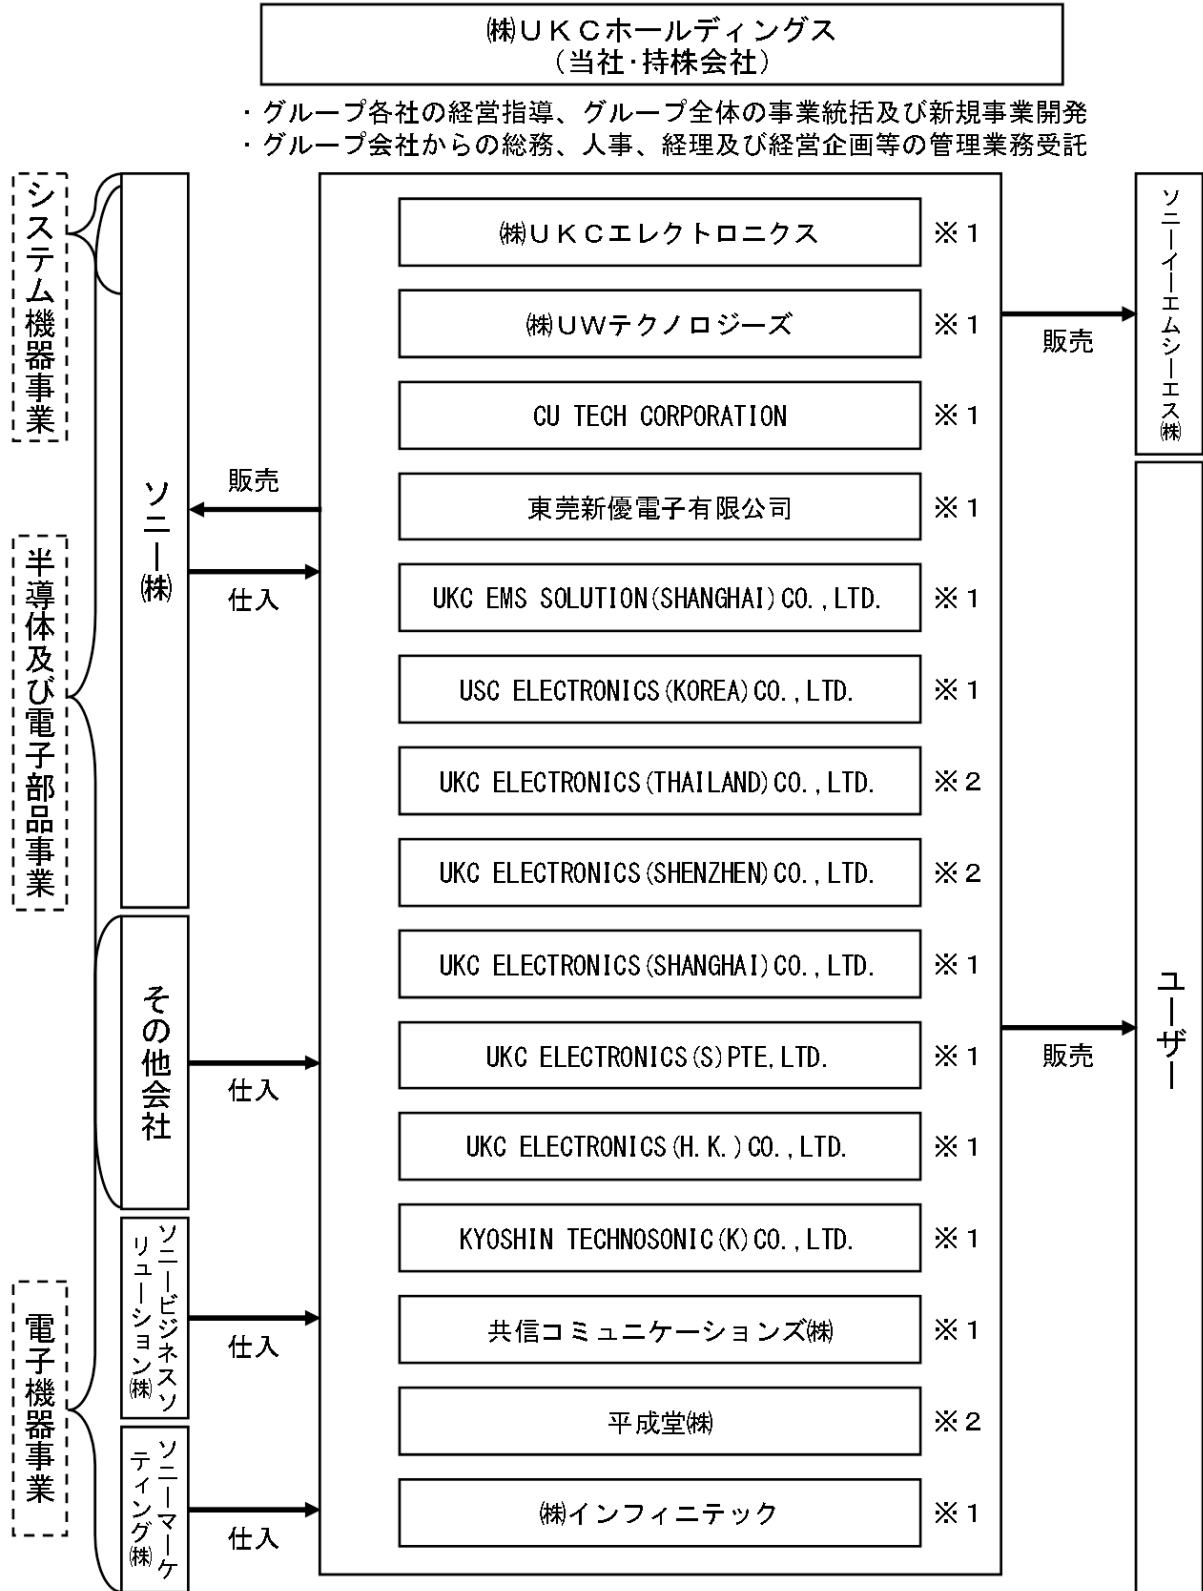 ㈱ＵＫＣホールディングス
（当社・持株会社）
・グループ各社の経営指導、グループ全体の事業統括及び新規事業開発
・グループ会社からの総務、人事、経理及び経営企画等の管理業務受託
システム機器事業
半導体及び電子部品事業
電子機器事業
ソニー㈱
その他会社
ソニービジネスソ
リューション㈱
ソニーマーケ
ティング㈱
販売
仕入
仕入
仕入
仕入
㈱ＵＫＣエレクトロニクス ※１
㈱ＵＷテクノロジーズ ※１
CU TECH CORPORATION ※１
東莞新優電子有限公司 ※１
UKC EMS SOLUTION(SHANGHAI)CO.,LTD. ※１
USC ELECTRONICS(KOREA)CO.,LTD. ※１
UKC ELECTRONICS(THAILAND)CO.,LTD. ※２
UKC ELECTRONICS(SHENZHEN)CO.,LTD. ※２
UKC ELECTRONICS(SHANGHAI)CO.,LTD. ※１
UKC ELECTRONICS(S)PTE,LTD. ※１
UKC ELECTRONICS(H.K.)CO.,LTD. ※１
KYOSHIN TECHNOSONIC(K)CO.,LTD. ※１
共信コミュニケーションズ㈱ ※１
平成堂㈱ ※２
㈱インフィニテック ※１
販売
販売
ソニーイーエムシーエス㈱
ユーザー